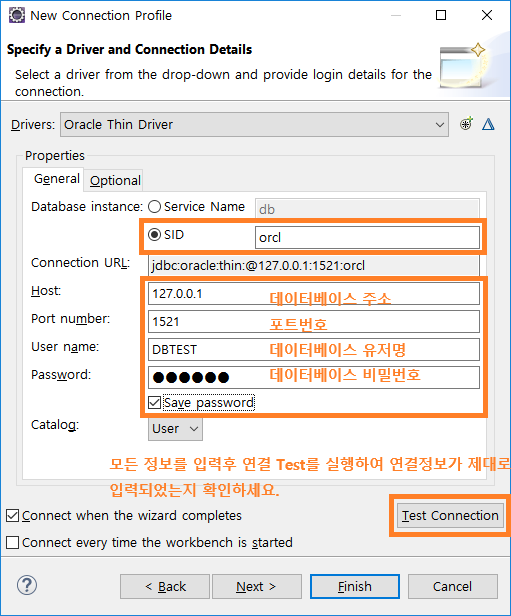 New Connection Profile
Specify a Driver and Connection Details
Select a driver from the drop-down and provide login details for the
connection.
Drivers: Oracle Thin Driver
Properties
General Optional
Database instance: Service Name db
SID orcl
Connection URL: jdbc:oracle:thin:@127.0.0.1:1521:orcl
Host: 127.0.0.1 데이터베이스 주소
Port number: 1521 포트번호
User name: DBTEST 데이터베이스 유저명
Password: ●●●●●● 데이터베이스 비밀번호
Save password
Catalog: User
모든 정보를 입력후 연결 Test를 실행하여 연결정보가 제대로
입력되었는지 확인하세요.
Connect when the wizard completes Test Connection
Connect every time the workbench is started
? < Back Next > Finish Cancel